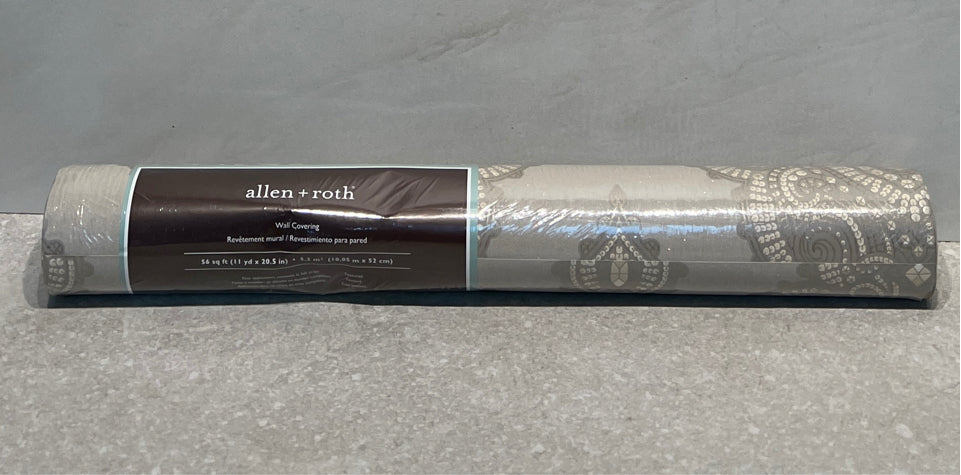 allen + roth
Wall Covering
Revêtement mural / Revestimiento para pared
56 sq ft (11 yd x 20.5 in) • 5.2 m² (10.05 m x 52 cm)